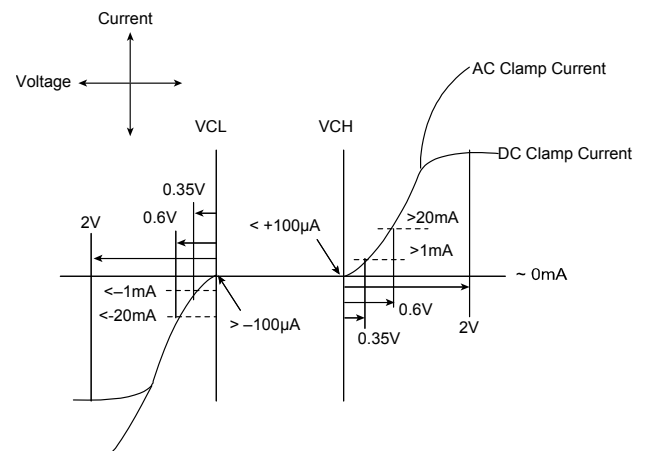 Current
Voltage
AC Clamp Current
VCL
VCH
DC Clamp Current
0.35V
0.6V
2V
< +100µA
>20mA
>1mA
~ 0mA
<–1mA
<-20mA
> –100µA
0.6V
2V
0.35V